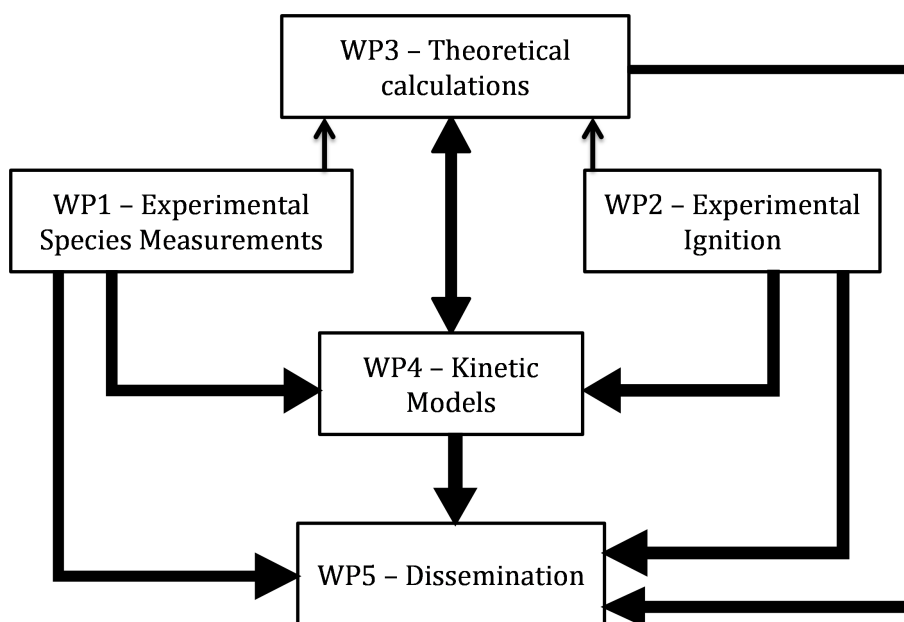 WP3 – Theoretical
calculations
WP1 – Experimental
Species Measurements
WP2 – Experimental
Ignition
WP4 – Kinetic
Models
WP5 – Dissemination